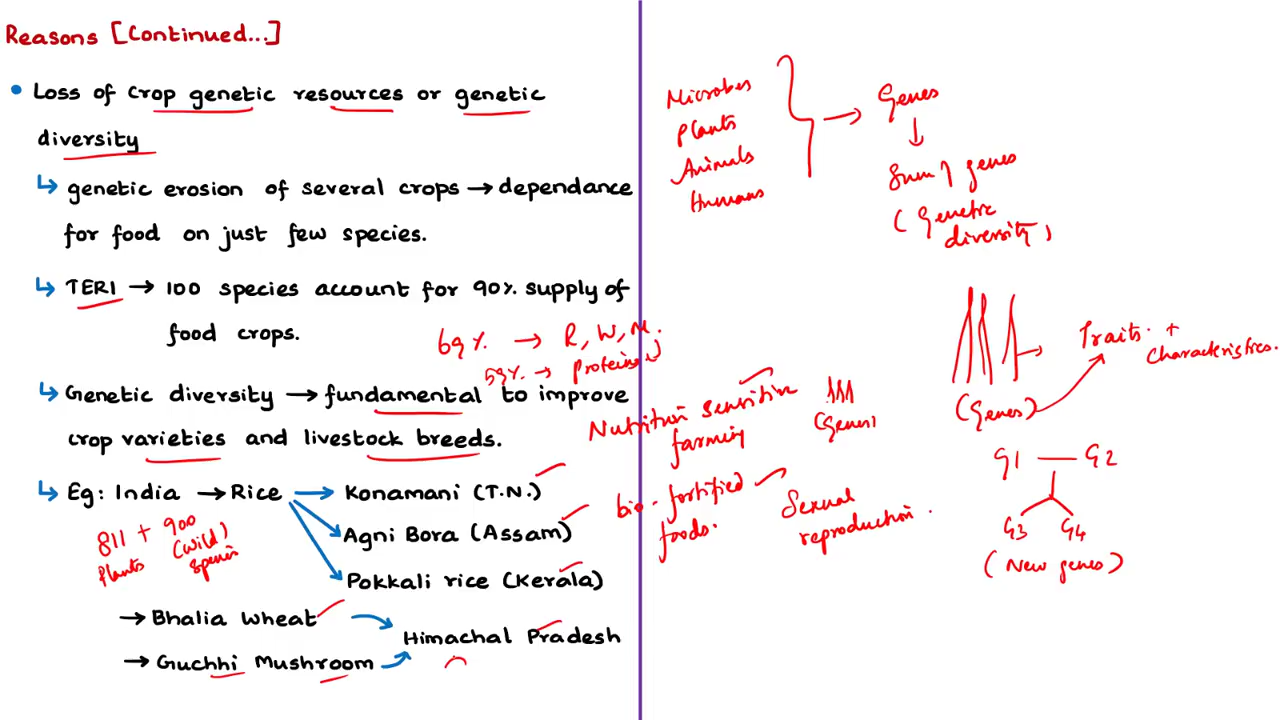 Reasons [Continued...]
• Loss of crop genetic resources or genetic
diversity
↳ genetic erosion of several crops → dependance
for food on just few species.
↳ TERI → 100 species account for 90% supply of
food crops.
69% → R, W, M.
59% → proteins
↳ Genetic diversity → fundamental to improve
crop varieties and livestock breeds.
↳ Eg: India → Rice → Konamani (T.N.)
Agni Bora (Assam)
Pokkali rice (Kerala)
811 + 900
plants (wild)
species
→ Bhalia Wheat
→ Guchhi Mushroom
Himachal Pradesh
Microbes
Plants
Animals
Humans
→ Genes
Sum of genes
(Genetic
diversity)
Traits +
characteristics.
(Genes)
Nutrition sensitive
farming
(Genes)
bio-fortified
foods.
Sexual
reproduction.
G1 — G2
G3 G4
(New genes)